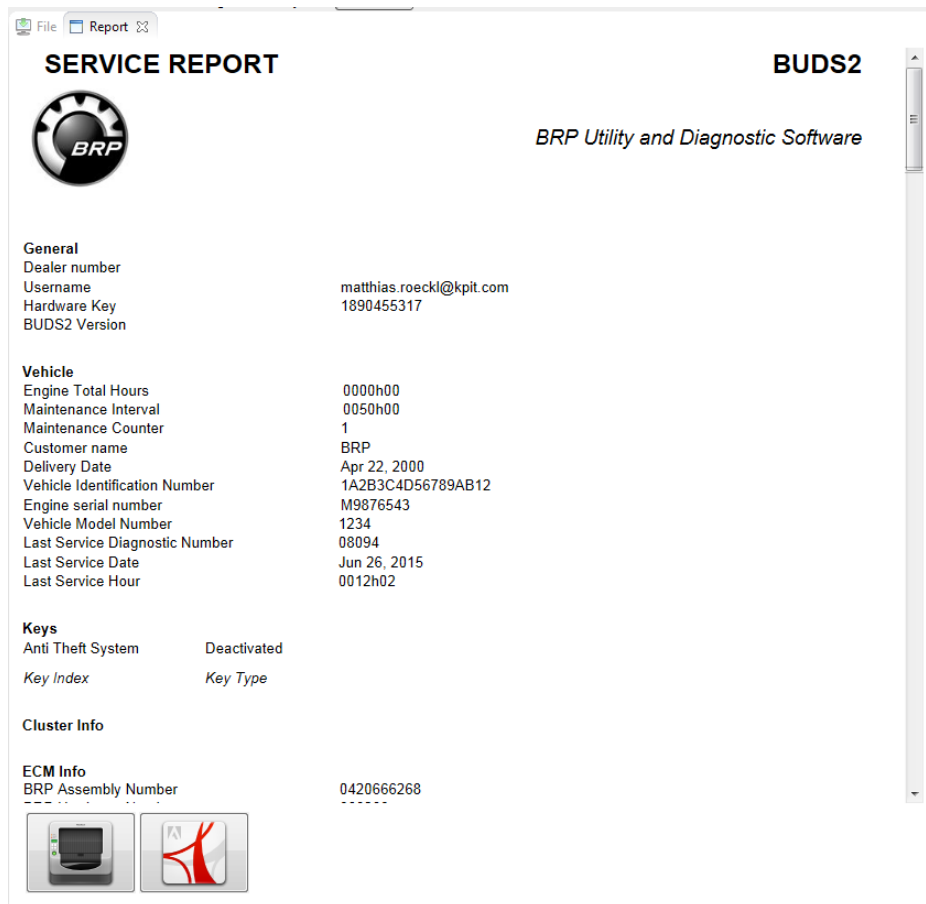 File Report
SERVICE REPORT BUDS2
BRP
BRP Utility and Diagnostic Software
General
Dealer number
Username matthias.roeckl@kpit.com
Hardware Key 1890455317
BUDS2 Version
Vehicle
Engine Total Hours 0000h00
Maintenance Interval 0050h00
Maintenance Counter 1
Customer name BRP
Delivery Date Apr 22, 2000
Vehicle Identification Number 1A2B3C4D56789AB12
Engine serial number M9876543
Vehicle Model Number 1234
Last Service Diagnostic Number 08094
Last Service Date Jun 26, 2015
Last Service Hour 0012h02
Keys
Anti Theft System Deactivated
Key Index Key Type
Cluster Info
ECM Info
BRP Assembly Number 0420666268